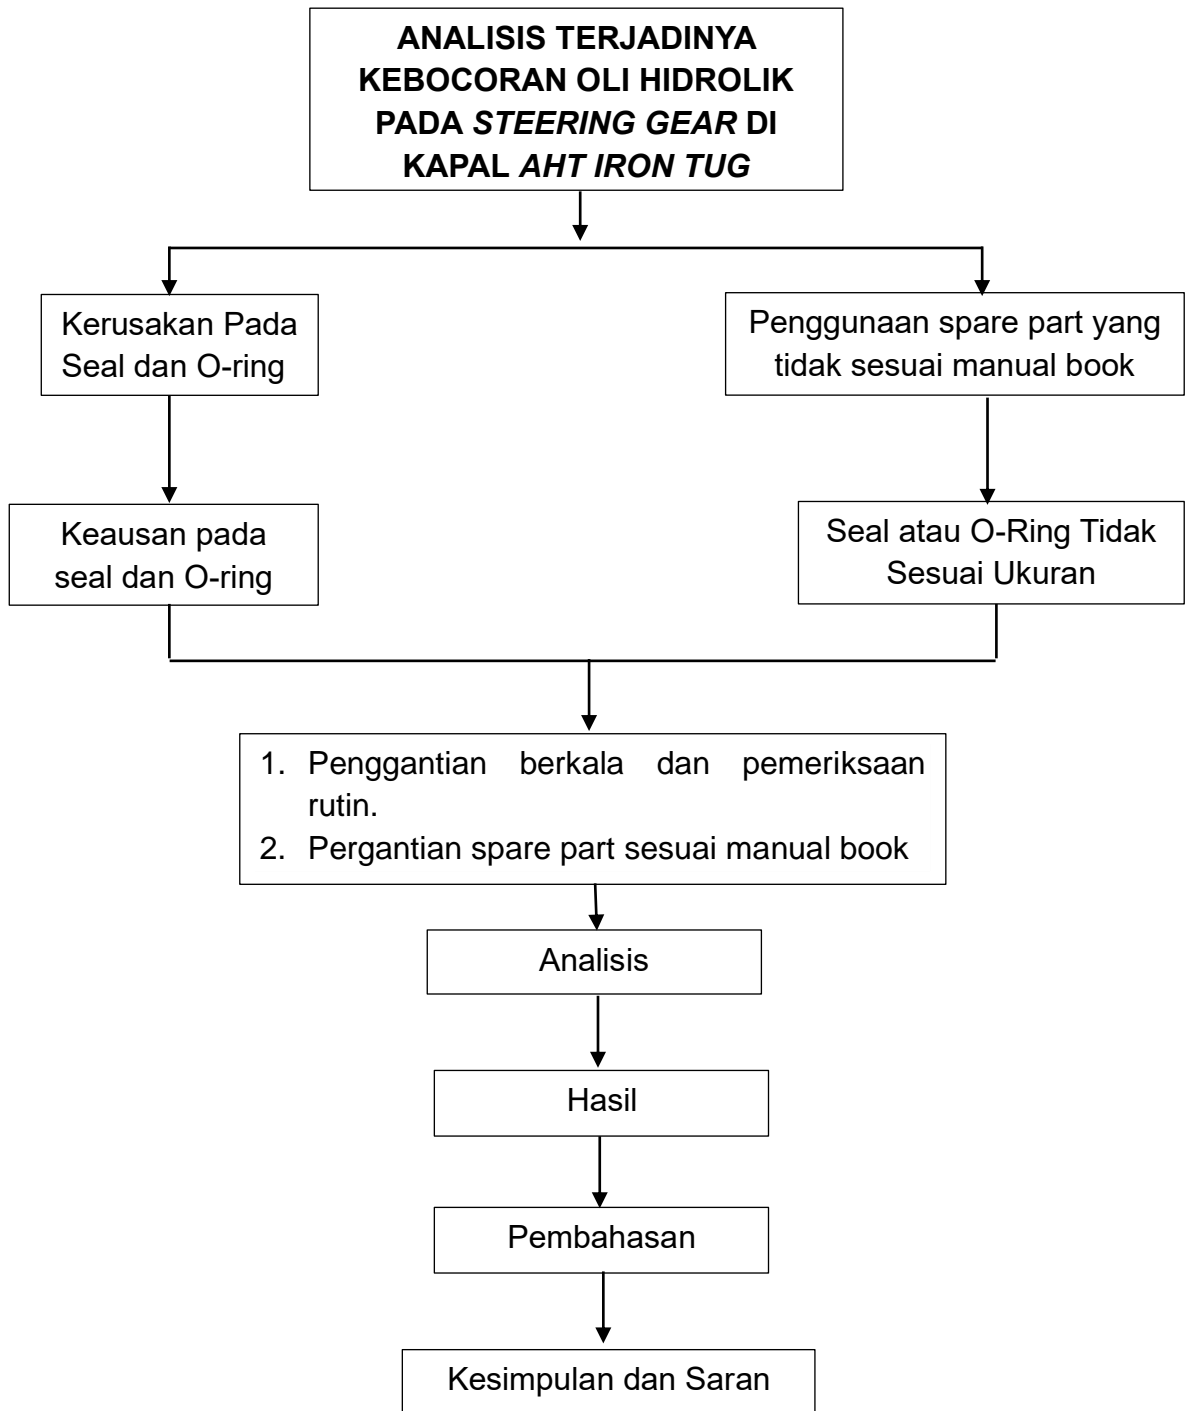 ANALISIS TERJADINYA
KEBOCORAN OLI HIDROLIK
PADA STEERING GEAR DI
KAPAL AHT IRON TUG
Kerusakan Pada
Seal dan O-ring
Penggunaan spare part yang
tidak sesuai manual book
Keausan pada
seal dan O-ring
Seal atau O-Ring Tidak
Sesuai Ukuran
1. Penggantian berkala dan pemeriksaan
rutin.
2. Pergantian spare part sesuai manual book
Analisis
Hasil
Pembahasan
Kesimpulan dan Saran